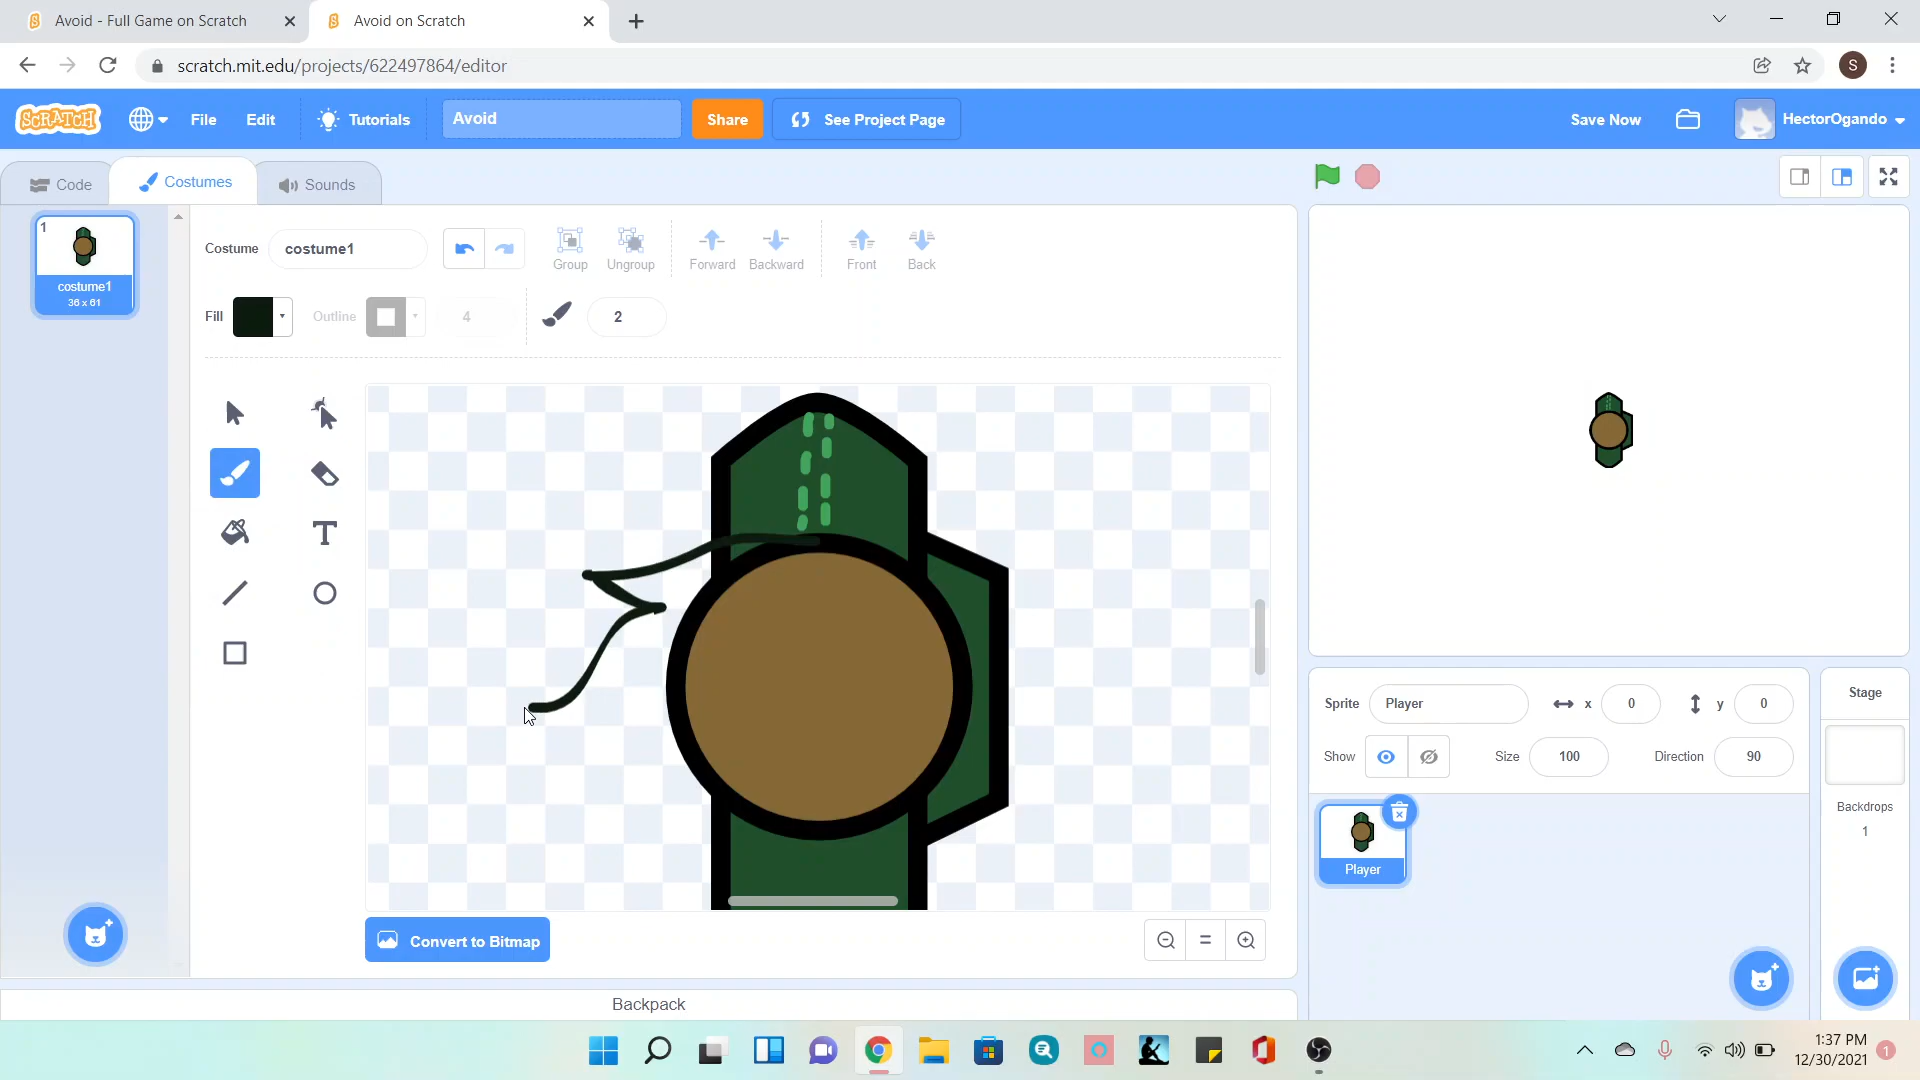 Avoid - Full Game on Scratch
Avoid on Scratch
scratch.mit.edu/projects/622497864/editor
S
SCRATCH
File
Edit
Tutorials
Avoid
Share
See Project Page
Save Now
HectorOgando
Code
Costumes
Sounds
1
costume1
36 x 61
Costume
costume1
Group
Ungroup
Forward
Backward
Front
Back
Fill
Outline
4
2
T
Convert to Bitmap
Backpack
Sprite
Player
x
0
y
0
Show
Size
100
Direction
90
Player
Stage
Backdrops
1
1:37 PM
12/30/2021
1